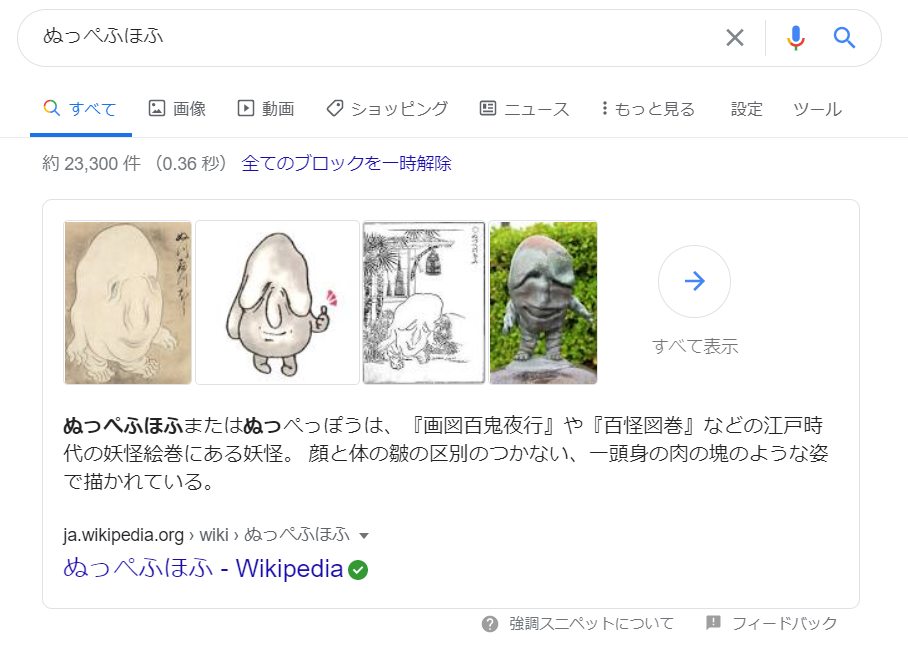 ぬっぺふほふ
すべて 画像 動画 ショッピング ニュース もっと見る 設定 ツール
約 23,300 件 （0.36 秒） 全てのブロックを一時解除
すべて表示
ぬっぺふほふまたはぬっぺっぽうは、『画図百鬼夜行』や『百怪図巻』などの江戸時
代の妖怪絵巻にある妖怪。 顔と体の皺の区別のつかない、一頭身の肉の塊のような姿
で描かれている。
ja.wikipedia.org › wiki › ぬっぺふほふ
ぬっぺふほふ - Wikipedia
強調スニペットについて フィードバック